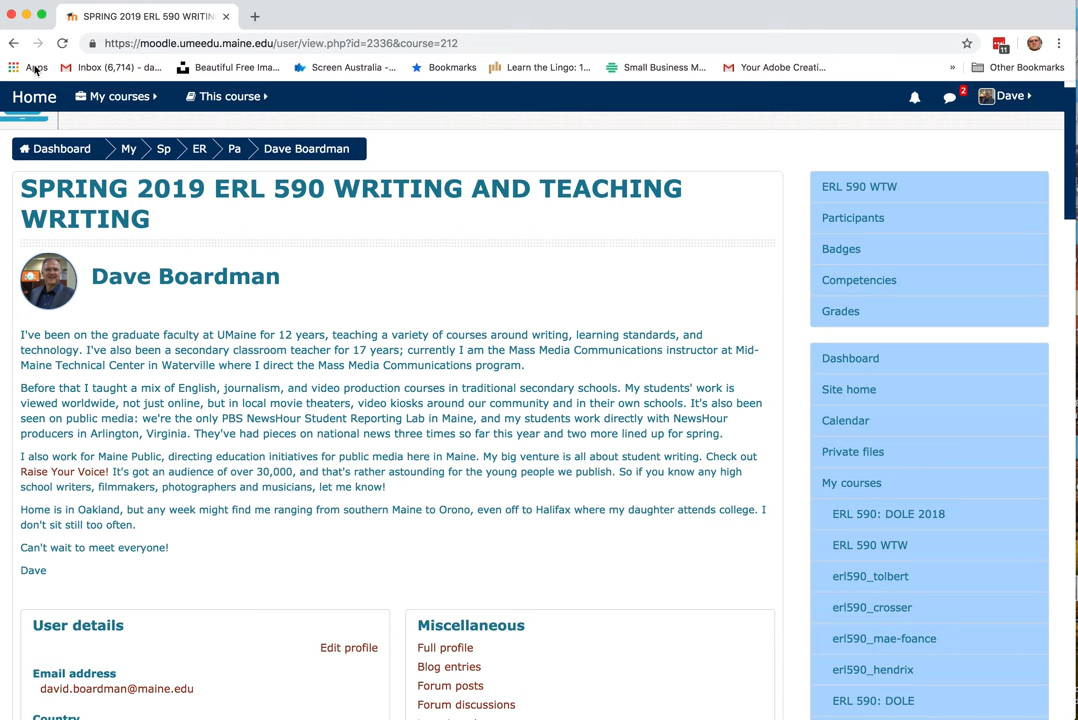 SPRING 2019 ERL 590 WRITIN
https://moodle.umeedu.maine.edu/user/view.php?id=2336&course=212
11
Apps
Inbox (6,714) - da...
Beautiful Free Ima...
Screen Australia -...
Bookmarks
Learn the Lingo: 1...
Small Business M...
Your Adobe Creati...
»
Other Bookmarks
Home
My courses
This course
2
Dave
Dashboard
My
Sp
ER
Pa
Dave Boardman
SPRING 2019 ERL 590 WRITING AND TEACHING
WRITING
Dave Boardman
I've been on the graduate faculty at UMaine for 12 years, teaching a variety of courses around writing, learning standards, and
technology. I've also been a secondary classroom teacher for 17 years; currently I am the Mass Media Communications instructor at Mid-
Maine Technical Center in Waterville where I direct the Mass Media Communications program.
Before that I taught a mix of English, journalism, and video production courses in traditional secondary schools. My students' work is
viewed worldwide, not just online, but in local movie theaters, video kiosks around our community and in their own schools. It's also been
seen on public media: we're the only PBS NewsHour Student Reporting Lab in Maine, and my students work directly with NewsHour
producers in Arlington, Virginia. They've had pieces on national news three times so far this year and two more lined up for spring.
I also work for Maine Public, directing education initiatives for public media here in Maine. My big venture is all about student writing. Check out
Raise Your Voice! It's got an audience of over 30,000, and that's rather astounding for the young people we publish. So if you know any high
school writers, filmmakers, photographers and musicians, let me know!
Home is in Oakland, but any week might find me ranging from southern Maine to Orono, even off to Halifax where my daughter attends college. I
don't sit still too often.
Can't wait to meet everyone!
Dave
User details
Edit profile
Email address
david.boardman@maine.edu
Country
Miscellaneous
Full profile
Blog entries
Forum posts
Forum discussions
ERL 590 WTW
Participants
Badges
Competencies
Grades
Dashboard
Site home
Calendar
Private files
My courses
ERL 590: DOLE 2018
ERL 590 WTW
erl590_tolbert
erl590_crosser
erl590_mae-foance
erl590_hendrix
ERL 590: DOLE